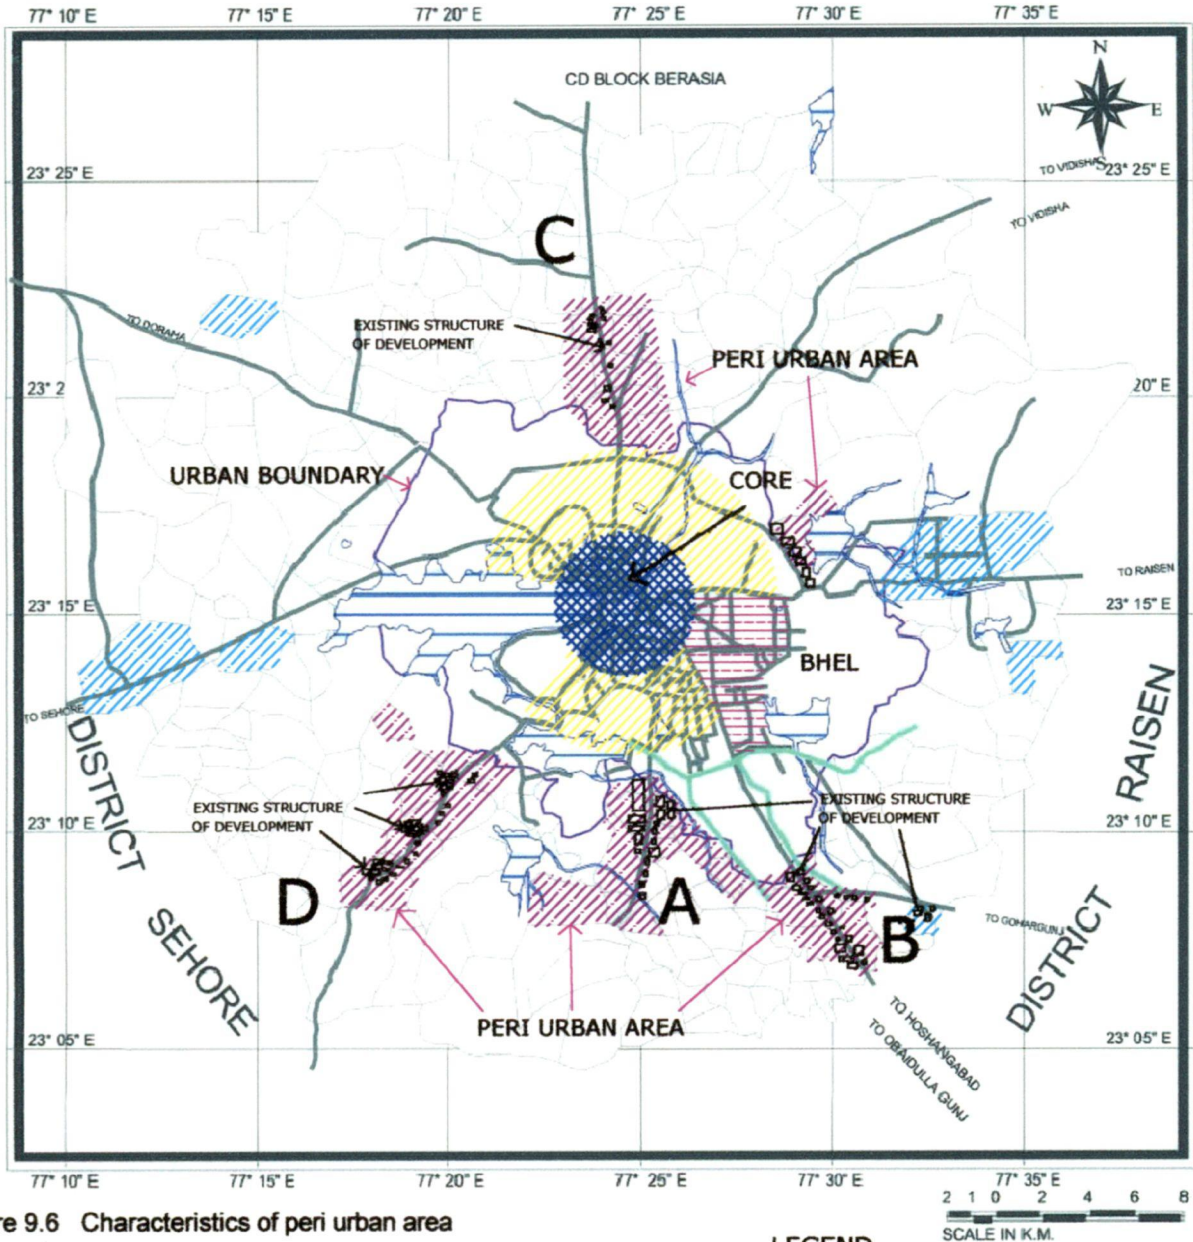 77° 10" E 77° 15" E 77° 20" E 77° 25" E 77° 30" E 77° 35" E
CD BLOCK BERASIA
N
W E
S
TO VIDISHA
23° 25" E 23° 25" E
TO VIDISHA
C
TO DORAHA
EXISTING STRUCTURE
OF DEVELOPMENT
PERI URBAN AREA
23° 2 20" E
URBAN BOUNDARY
CORE
TO RAISEN
23° 15" E 23° 15" E
BHEL
TO SEHORE
DISTRICT
SEHORE
RAISEN
DISTRICT
EXISTING STRUCTURE
OF DEVELOPMENT
EXISTING STRUCTURE
OF DEVELOPMENT
23° 10" E 23° 10" E
D
A
B
TO GOHARGUNJ
PERI URBAN AREA
TO HOSHANGABAD
TO OBAIDULLA GUNJ
23° 05" E 23° 05" E
77° 10" E 77° 15" E 77° 20" E 77° 25" E 77° 30" E 77° 35" E
2 1 0 2 4 6 8
SCALE IN K.M.
re 9.6 Characteristics of peri urban area
LEGEND